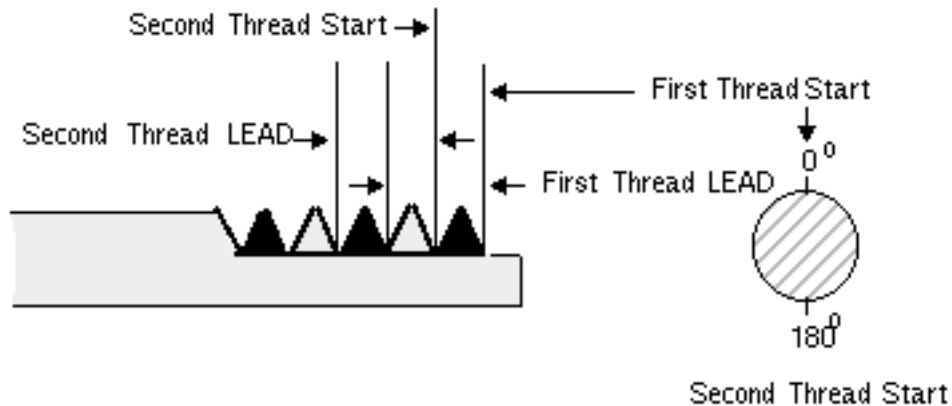 Second Thread Start
First Thread Start
Second Thread LEAD
0°
First Thread LEAD
180°
Second Thread Start